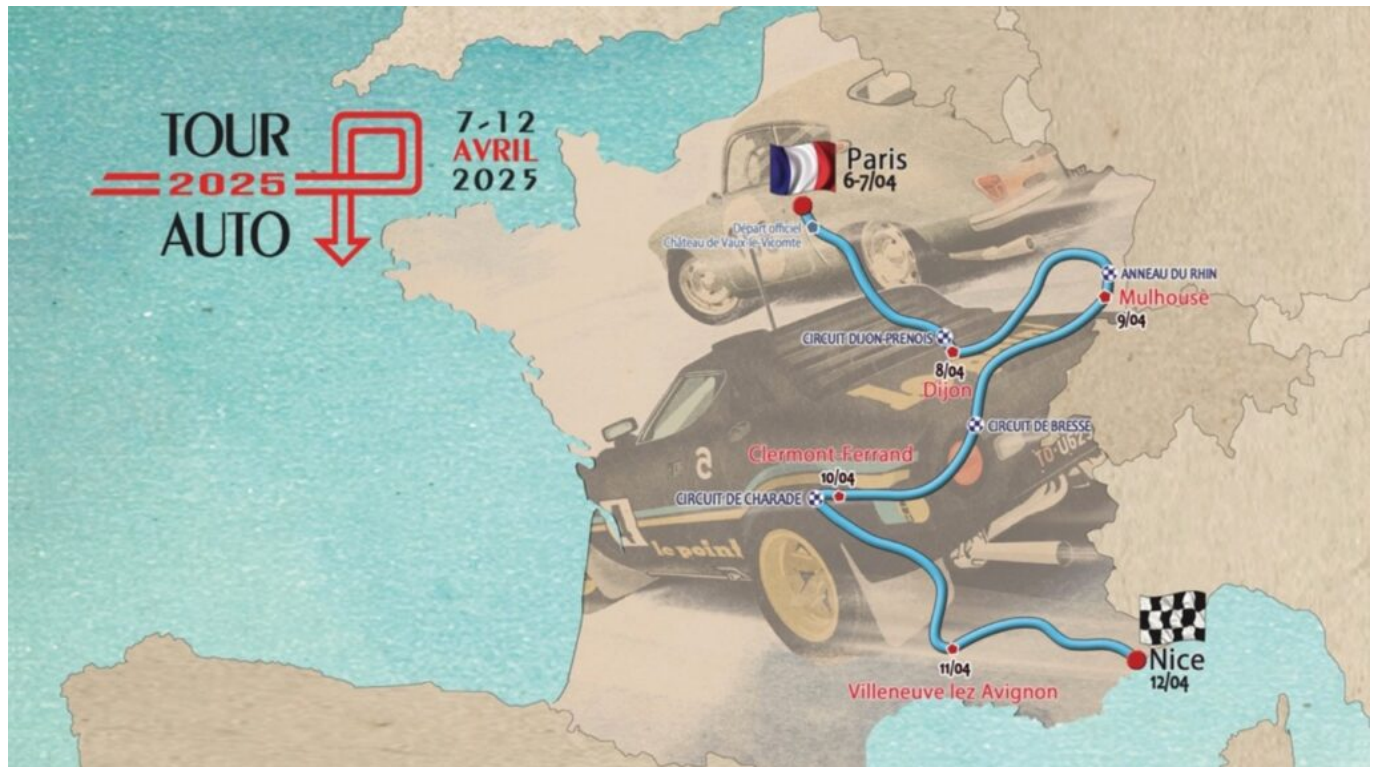 TOUR
2025
AUTO
7-12
AVRIL
2025
Paris
6-7/04
Départ officiel
Château de Vaux-le-Vicomte
ANNEAU DU RHIN
Mulhouse
9/04
CIRCUIT DIJON-PRENOIS
8/04
Dijon
CIRCUIT DE BRESSE
Clermont-Ferrand
10/04
CIRCUIT DE CHARADE
le point
Nice
12/04
11/04
Villeneuve lez Avignon